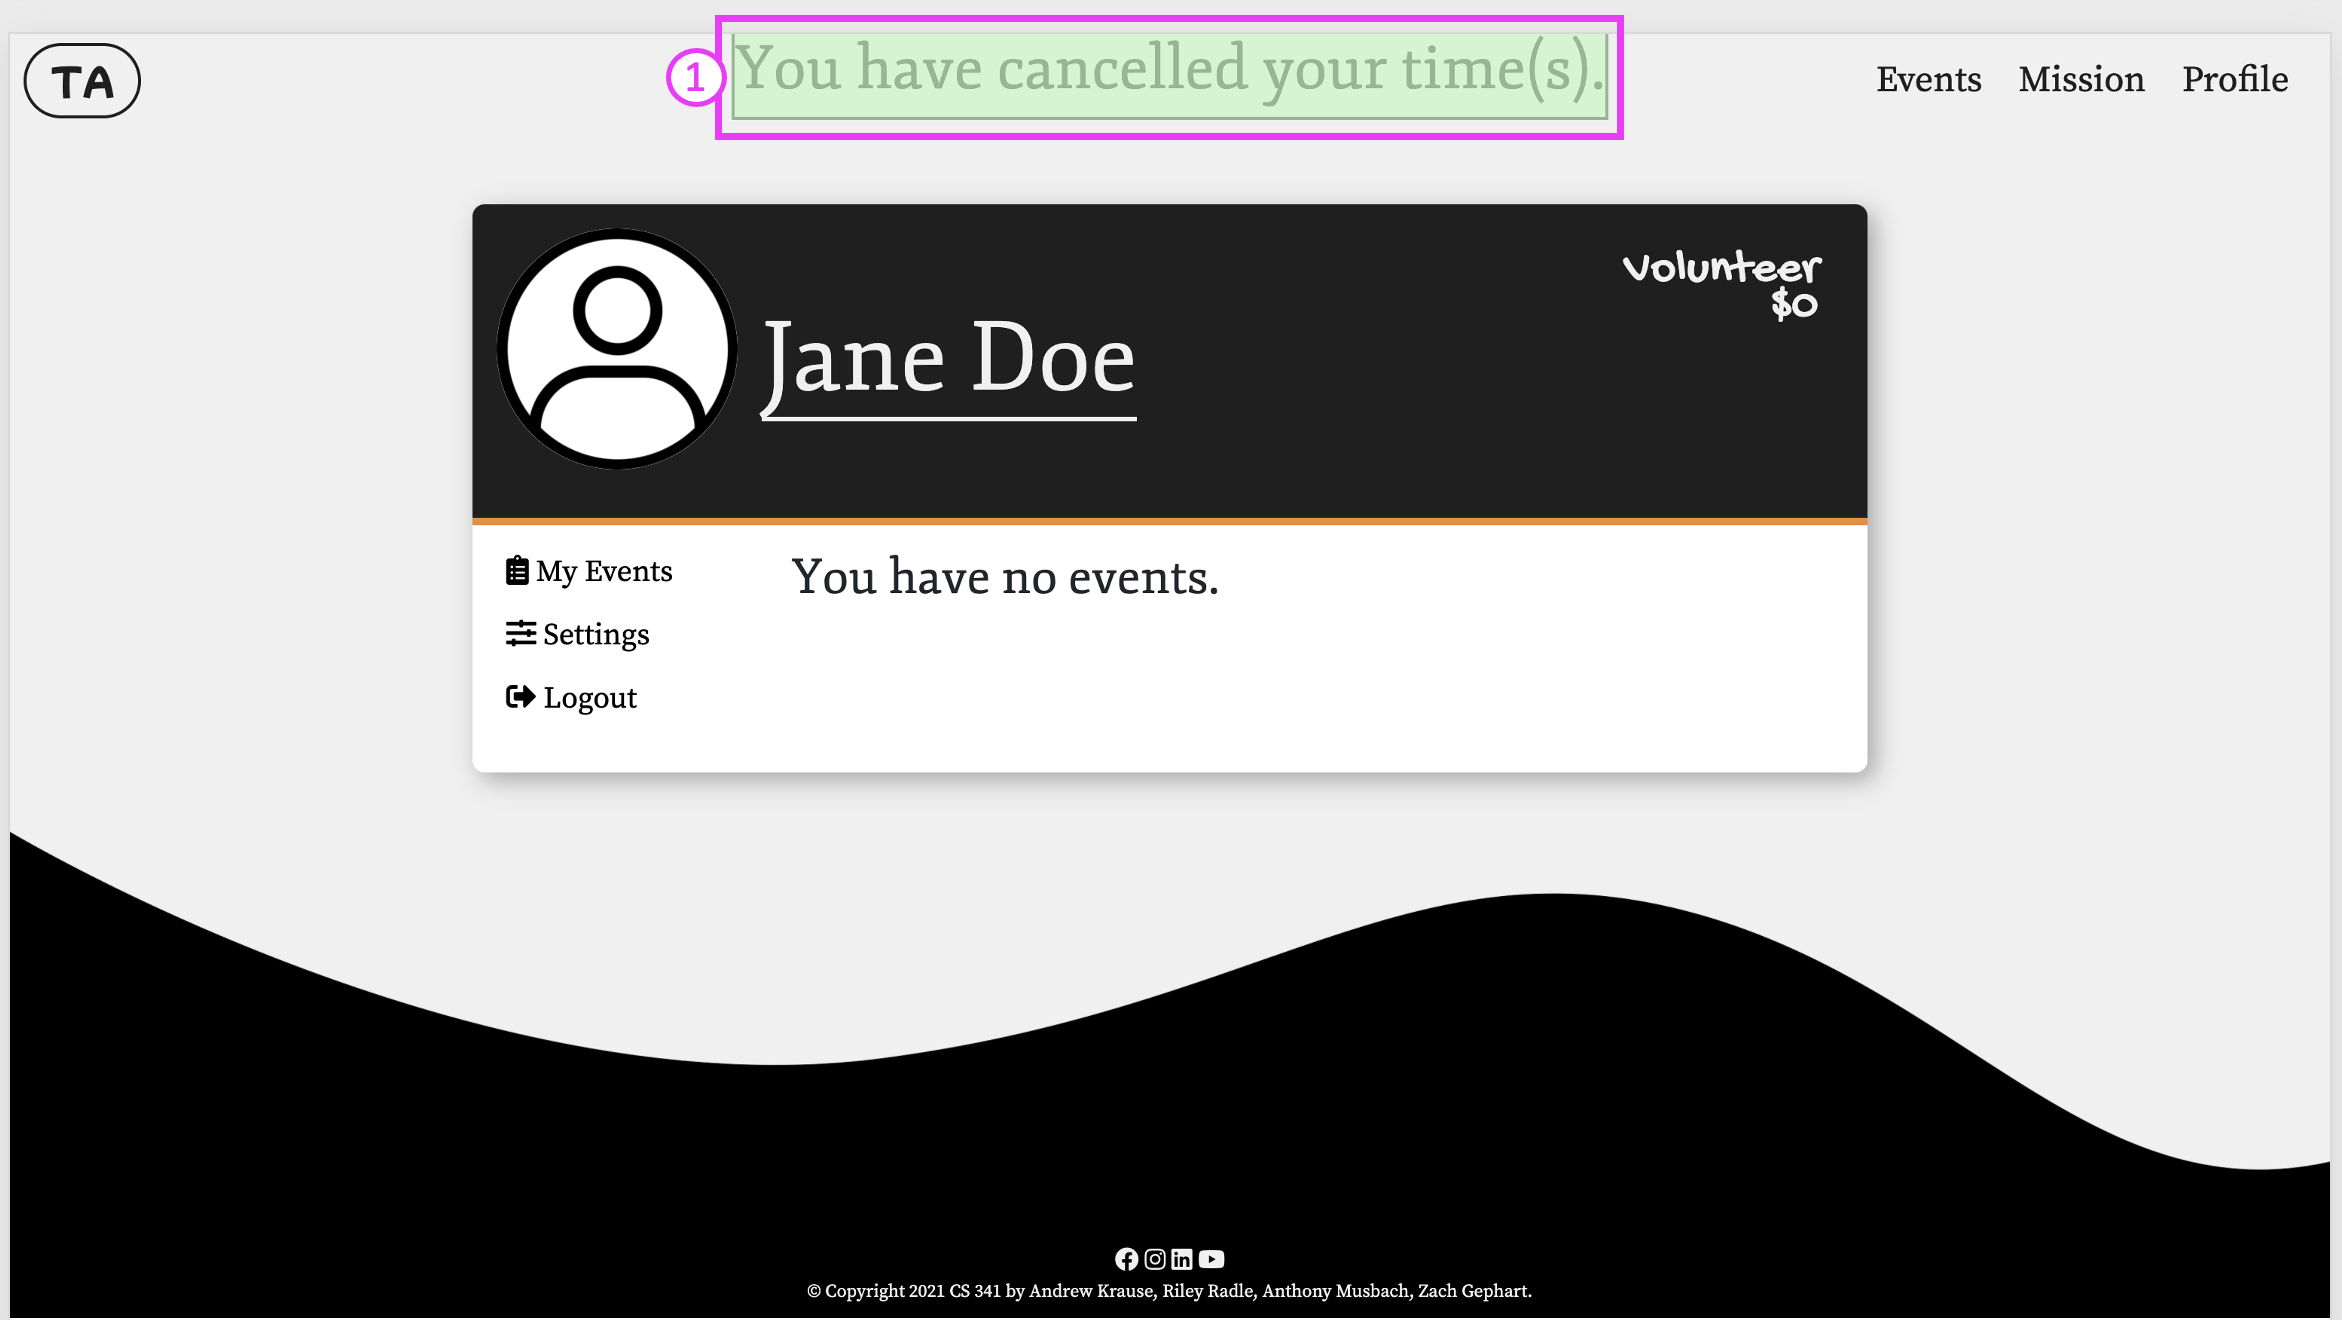 TA
1
You have cancelled your time(s).
Events Mission Profile
Volunteer
$0
Jane Doe
My Events
Settings
Logout
You have no events.
© Copyright 2021 CS 341 by Andrew Krause, Riley Radle, Anthony Musbach, Zach Gephart.